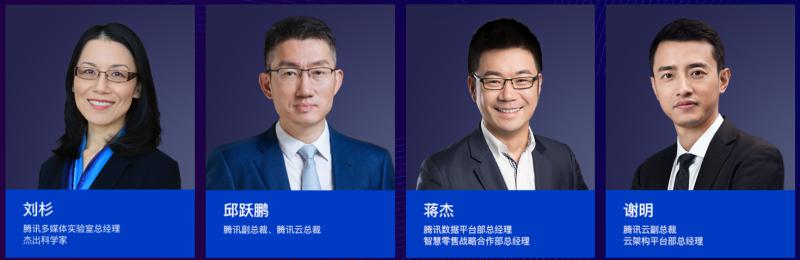 刘杉
腾讯多媒体实验室总经理
杰出科学家
邱跃鹏
腾讯副总裁、腾讯云总裁
蒋杰
腾讯数据平台部总经理
智慧零售战略合作部总经理
谢明
腾讯云副总裁
云架构平台部总经理